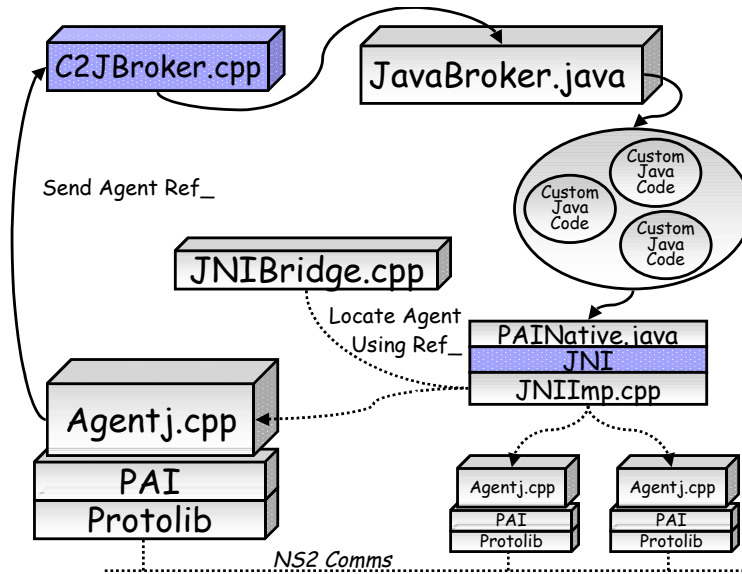 C2JBroker.cpp
JavaBroker.java
Custom
Java
Code
Custom
Java
Code
Custom
Java
Code
Send Agent Ref_
JNIBridge.cpp
Locate Agent
Using Ref_
PAINative.java
JNI
JNIImp.cpp
Agentj.cpp
PAI
Protolib
Agentj.cpp
PAI
Protolib
Agentj.cpp
PAI
Protolib
NS2 Comms